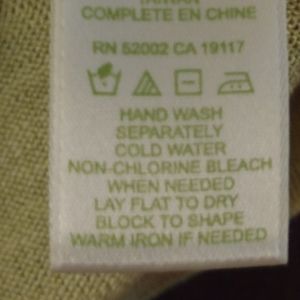 TAIWAN
COMPLETE EN CHINE
RN 52002 CA 19117
HAND WASH
SEPARATELY
COLD WATER
NON-CHLORINE BLEACH
WHEN NEEDED
LAY FLAT TO DRY
BLOCK TO SHAPE
WARM IRON IF NEEDED